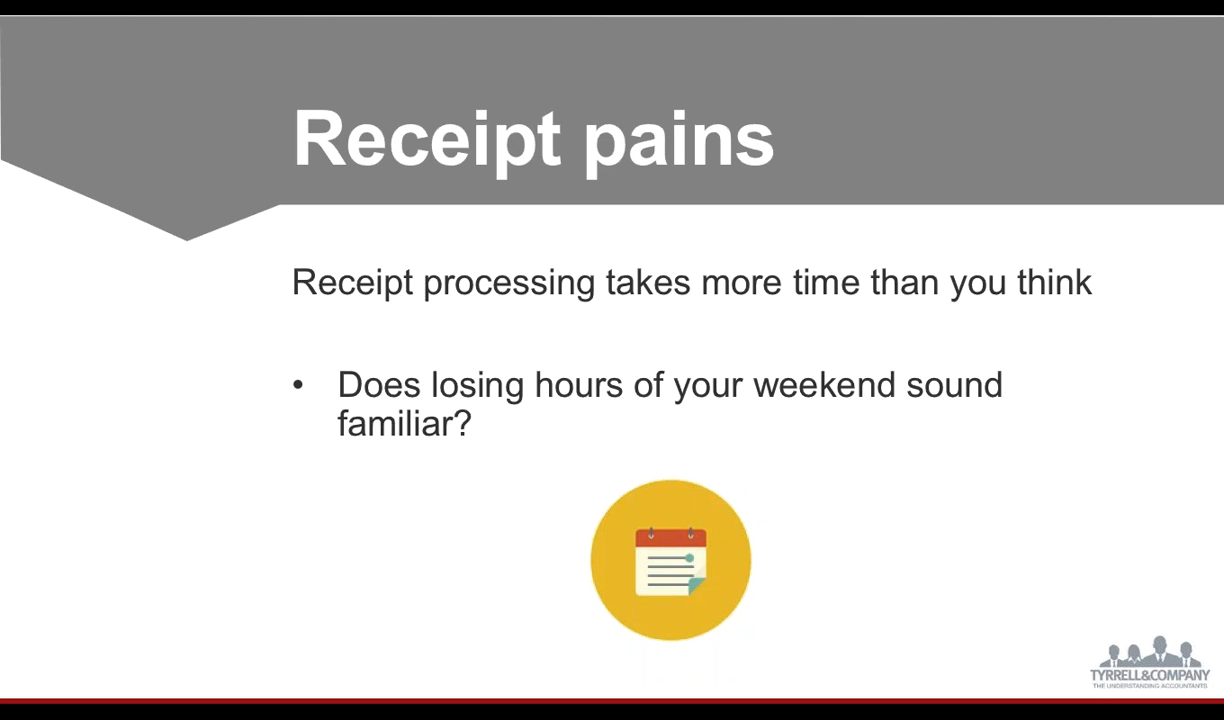 Receipt pains
Receipt processing takes more time than you think
• Does losing hours of your weekend sound
familiar?
TYRRELL&COMPANY
THE UNDERSTANDING ACCOUNTANTS